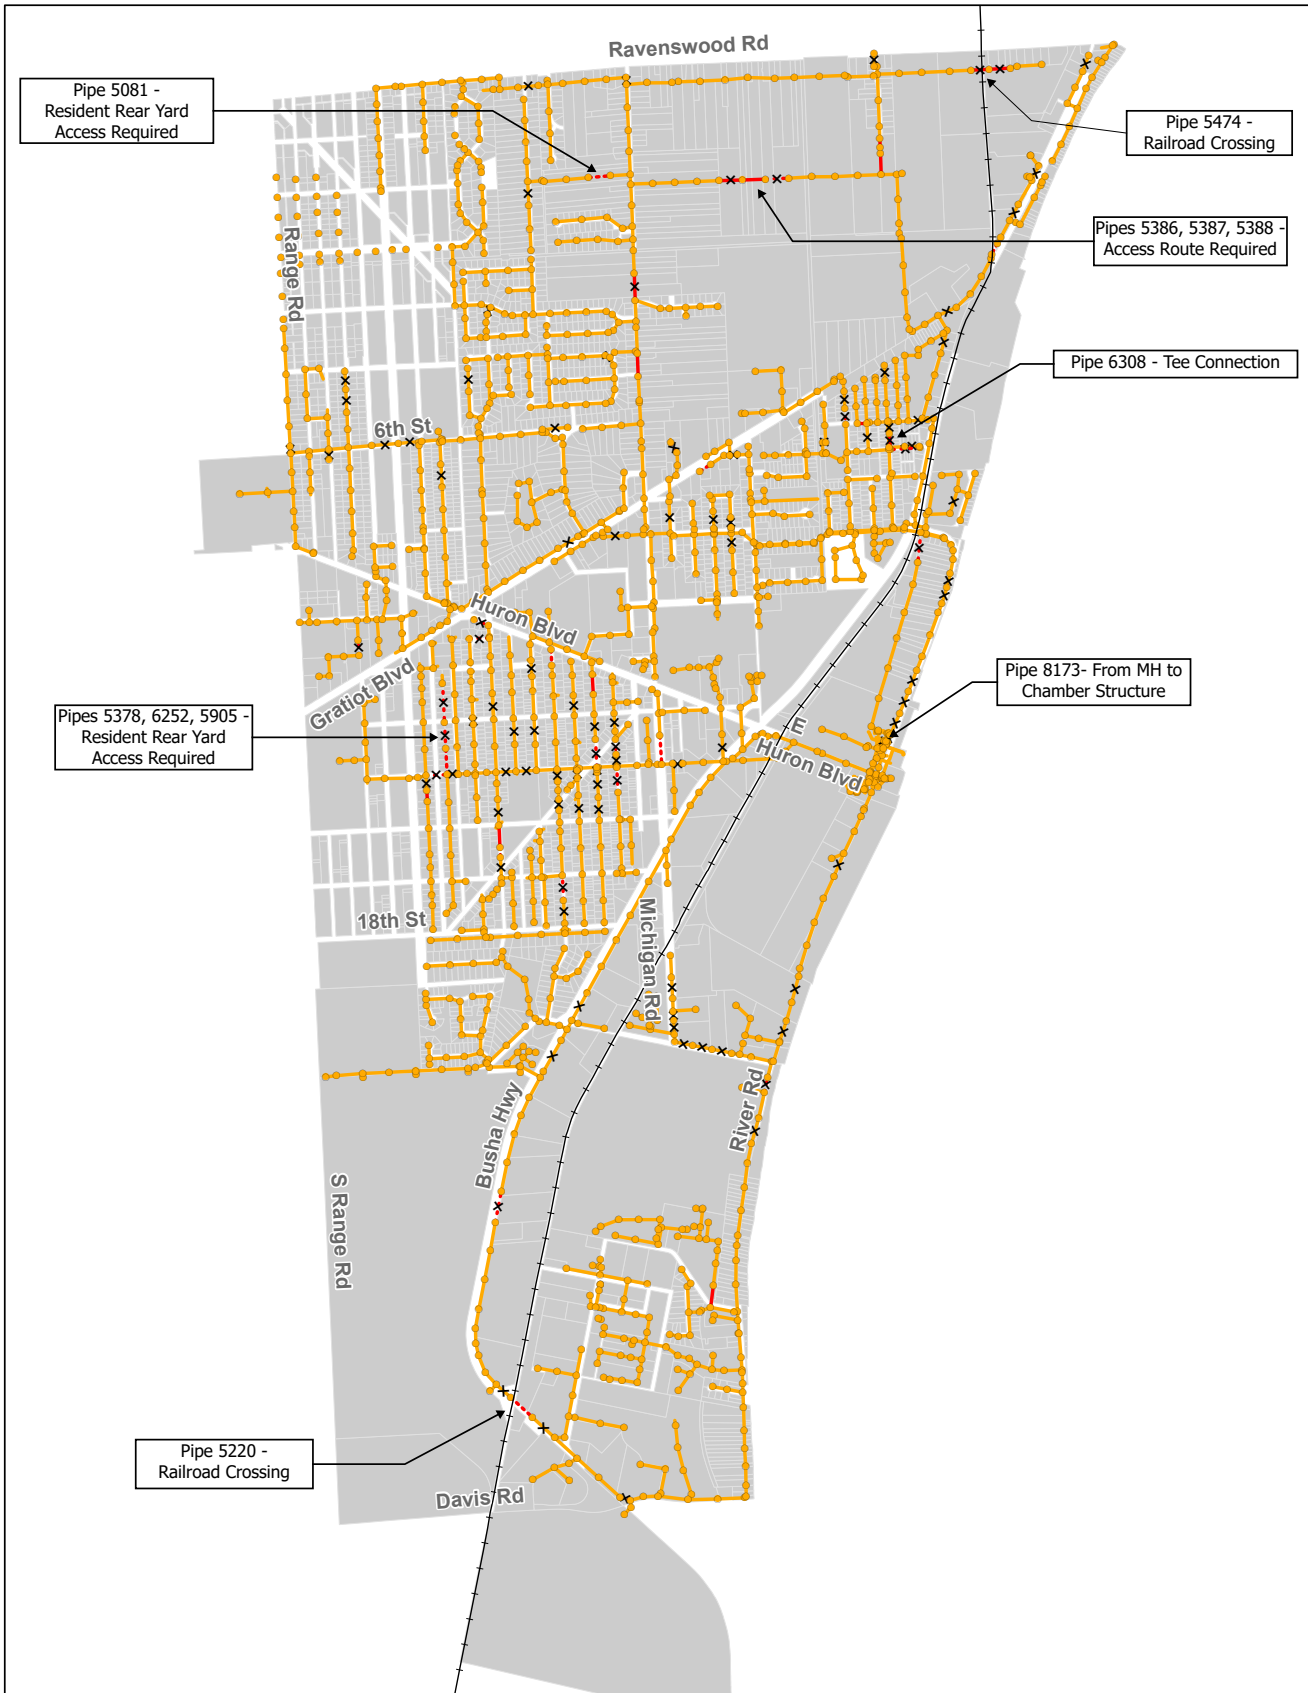 Ravenswood Rd
Pipe 5081 -
Resident Rear Yard
Access Required
Pipe 5474 -
Railroad Crossing
Pipes 5386, 5387, 5388 -
Access Route Required
Range Rd
Pipe 6308 - Tee Connection
6th St
Huron Blvd
Gratiot Blvd
Pipe 8173- From MH to
Chamber Structure
Pipes 5378, 6252, 5905 -
Resident Rear Yard
Access Required
E
Huron Blvd
18th St
Michigan Rd
River Rd
Busha Hwy
S Range Rd
Pipe 5220 -
Railroad Crossing
Davis Rd